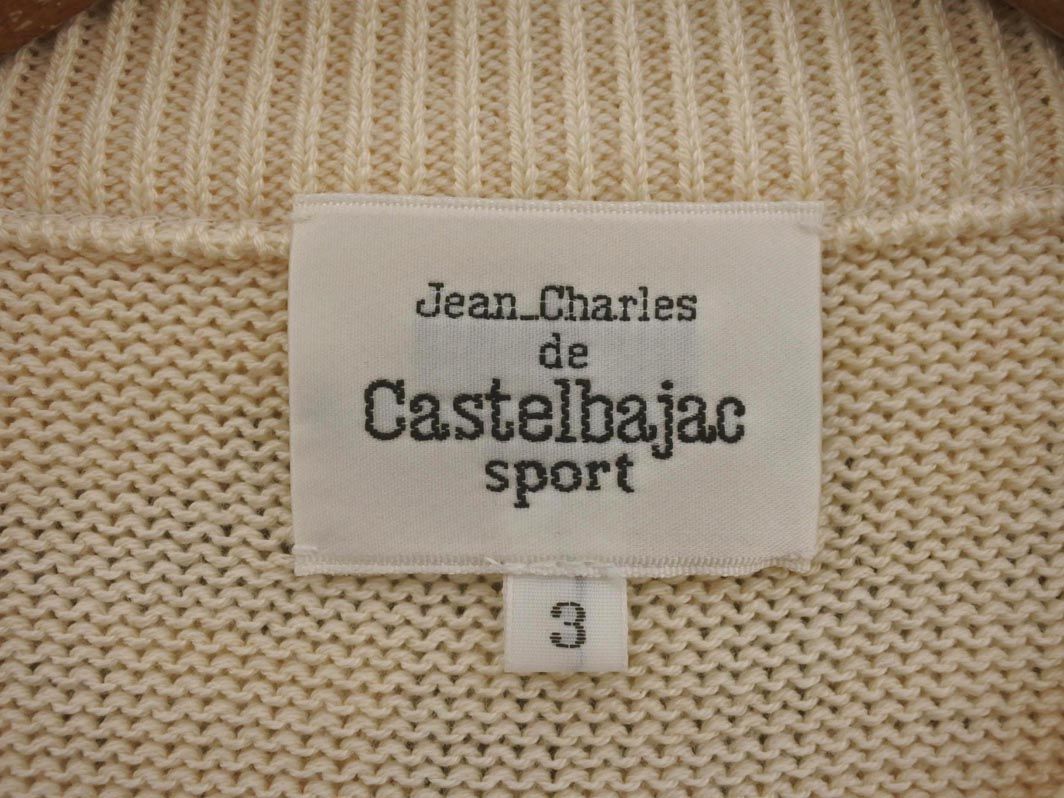 Jean_Charles
de
Castelbajac
sport
3